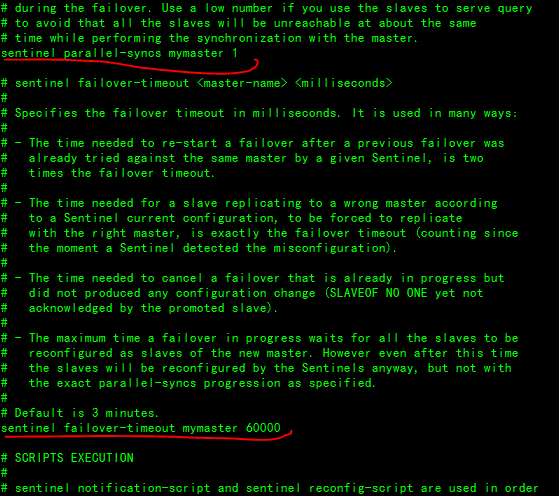 # during the failover. Use a low number if you use the slaves to serve query
# to avoid that all the slaves will be unreachable at about the same
# time while performing the synchronization with the master.
sentinel parallel-syncs mymaster 1
# sentinel failover-timeout <master-name> <milliseconds>
#
# Specifies the failover timeout in milliseconds. It is used in many ways:
#
# - The time needed to re-start a failover after a previous failover was
#   already tried against the same master by a given Sentinel, is two
#   times the failover timeout.
#
# - The time needed for a slave replicating to a wrong master according
#   to a Sentinel current configuration, to be forced to replicate
#   with the right master, is exactly the failover timeout (counting since
#   the moment a Sentinel detected the misconfiguration).
#
# - The time needed to cancel a failover that is already in progress but
#   did not produced any configuration change (SLAVEOF NO ONE yet not
#   acknowledged by the promoted slave).
#
# - The maximum time a failover in progress waits for all the slaves to be
#   reconfigured as slaves of the new master. However even after this time
#   the slaves will be reconfigured by the Sentinels anyway, but not with
#   the exact parallel-syncs progression as specified.
#
# Default is 3 minutes.
sentinel failover-timeout mymaster 60000
# SCRIPTS EXECUTION
#
# sentinel notification-script and sentinel reconfig-script are used in order